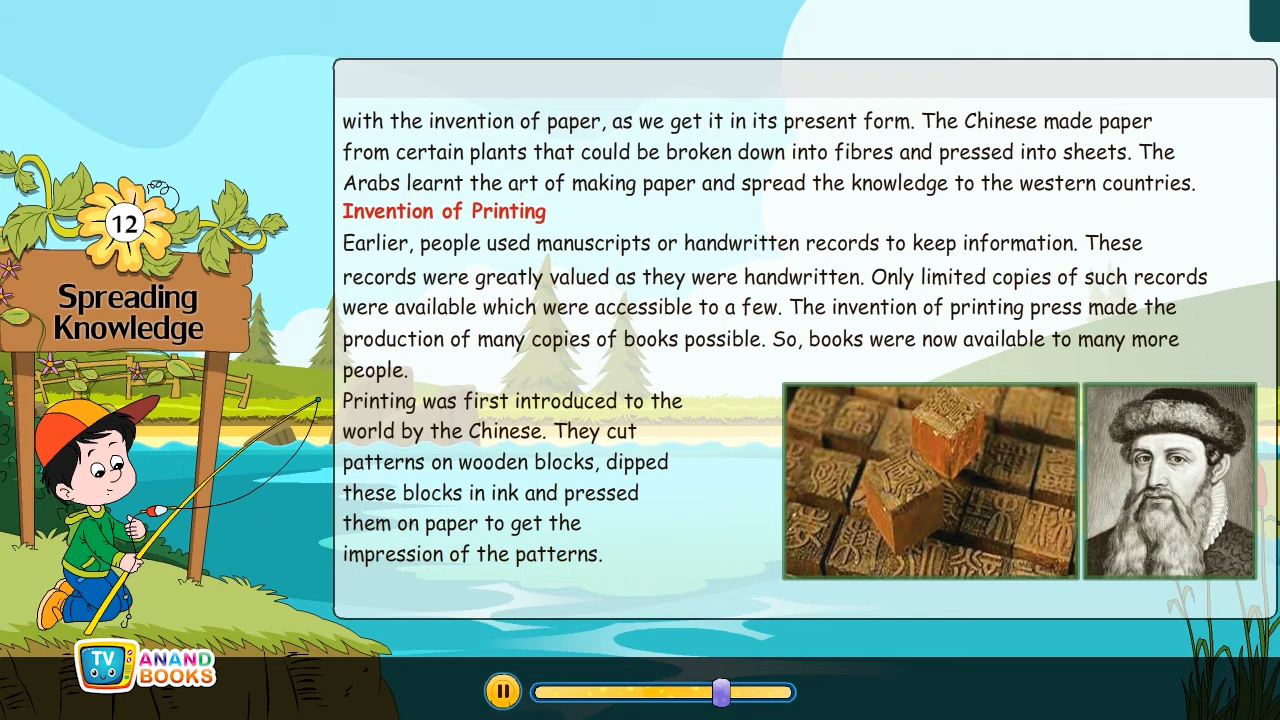 with the invention of paper, as we get it in its present form. The Chinese made paper
from certain plants that could be broken down into fibres and pressed into sheets. The
Arabs learnt the art of making paper and spread the knowledge to the western countries.
Invention of Printing
Earlier, people used manuscripts or handwritten records to keep information. These
records were greatly valued as they were handwritten. Only limited copies of such records
were available which were accessible to a few. The invention of printing press made the
production of many copies of books possible. So, books were now available to many more
people.
Printing was first introduced to the
world by the Chinese. They cut
patterns on wooden blocks, dipped
these blocks in ink and pressed
them on paper to get the
impression of the patterns.
12
Spreading
Knowledge
TV
ANAND
BOOKS